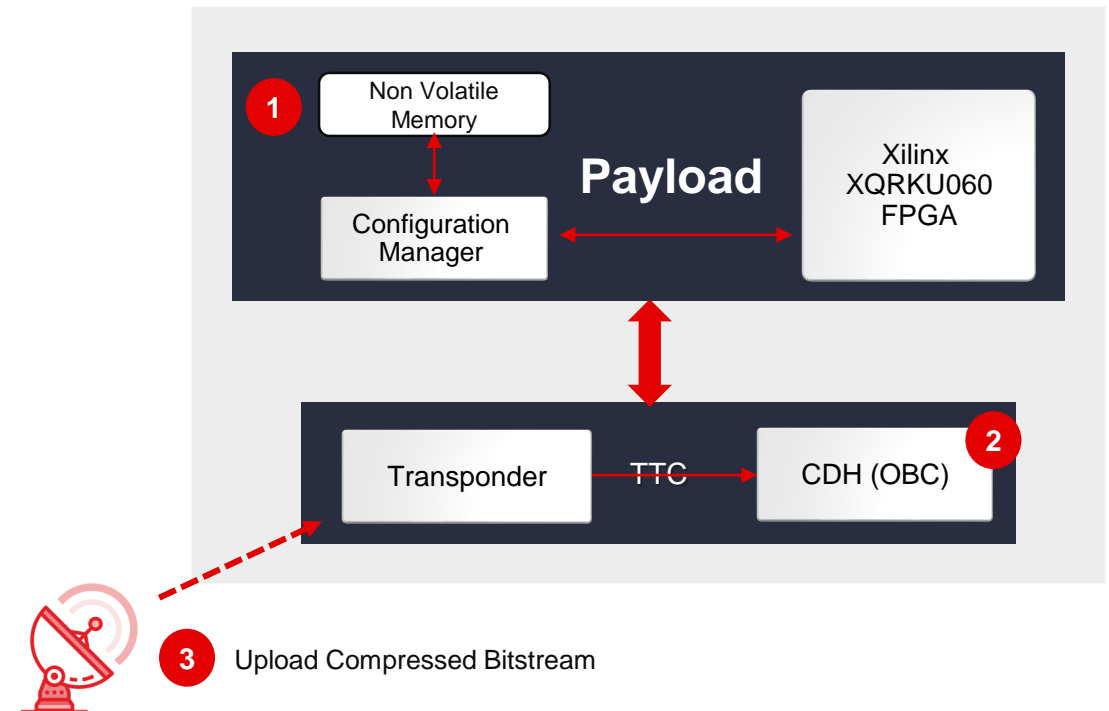 1
Non Volatile
Memory
Payload
Xilinx
XQRKU060
FPGA
Configuration
Manager
2
Transponder
TTC
CDH (OBC)
3
Upload Compressed Bitstream